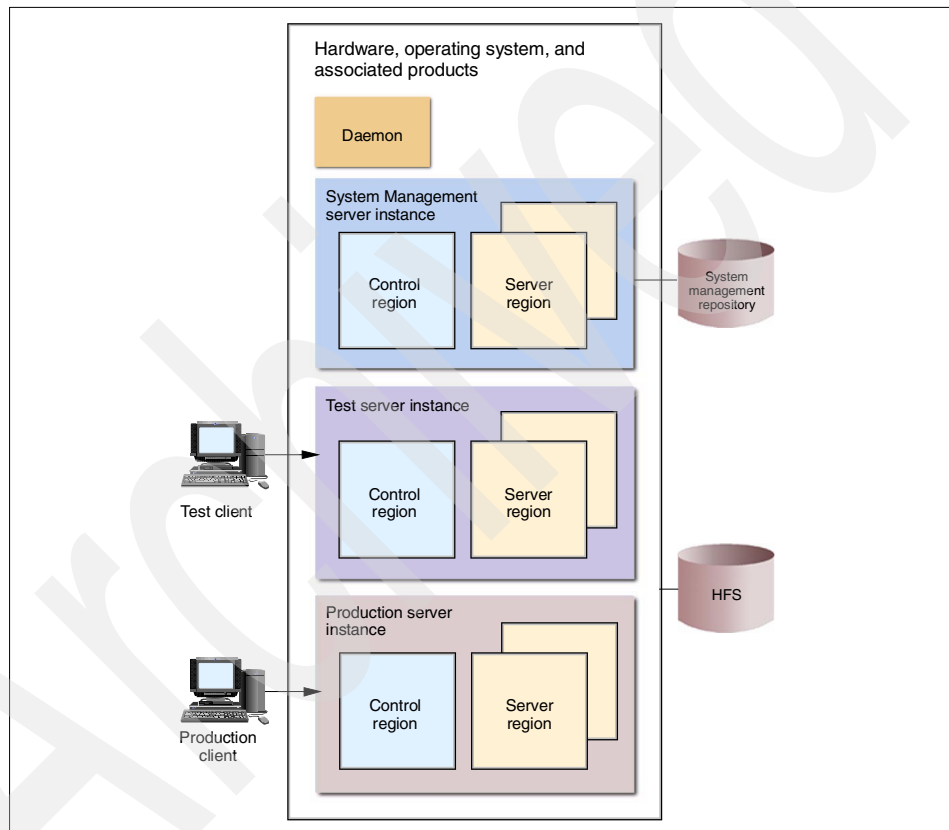 Hardware, operating system, and
associated products
Daemon
System Management
server instance
Control
region
Server
region
System
management
repository
Test server instance
Control
region
Server
region
Test client
HFS
Production server
instance
Control
region
Server
region
Production
client
Archived